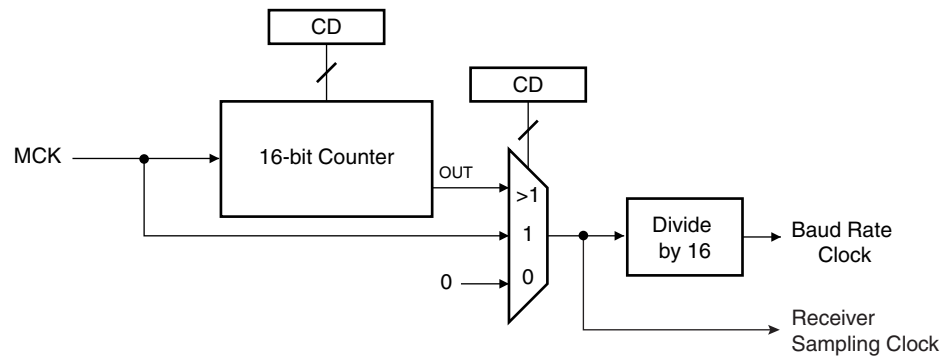 CD
CD
MCK
16-bit Counter
OUT
>1
1
0
0
Divide
by 16
Baud Rate
Clock
Receiver
Sampling Clock